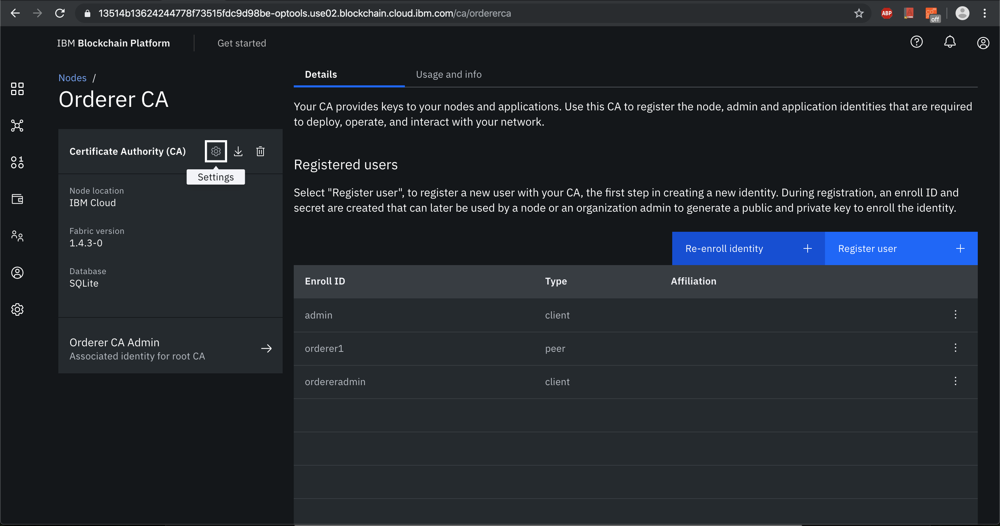 13514b13624244778f73515fdc9d98be-optools.use02.blockchain.cloud.ibm.com/ca/ordererca
ABP
off
IBM Blockchain Platform
Get started
Nodes /
Orderer CA
Certificate Authority (CA)
Settings
Node location
IBM Cloud
Fabric version
1.4.3-0
Database
SQLite
Orderer CA Admin
Associated identity for root CA
Details
Usage and info
Your CA provides keys to your nodes and applications. Use this CA to register the node, admin and application identities that are required
to deploy, operate, and interact with your network.
Registered users
Select "Register user", to register a new user with your CA, the first step in creating a new identity. During registration, an enroll ID and
secret are created that can later be used by a node or an organization admin to generate a public and private key to enroll the identity.
Re-enroll identity
Register user
Enroll ID Type Affiliation
admin client
orderer1 peer
ordereradmin client